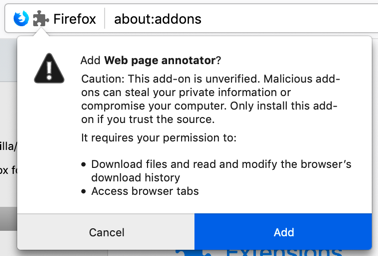 Firefox about:addons
Add Web page annotator?
Caution: This add-on is unverified. Malicious add-
ons can steal your private information or
compromise your computer. Only install this add-
on if you trust the source.
It requires your permission to:
• Download files and read and modify the browser's
download history
• Access browser tabs
Cancel Add
illa/
ox fo
Extensions